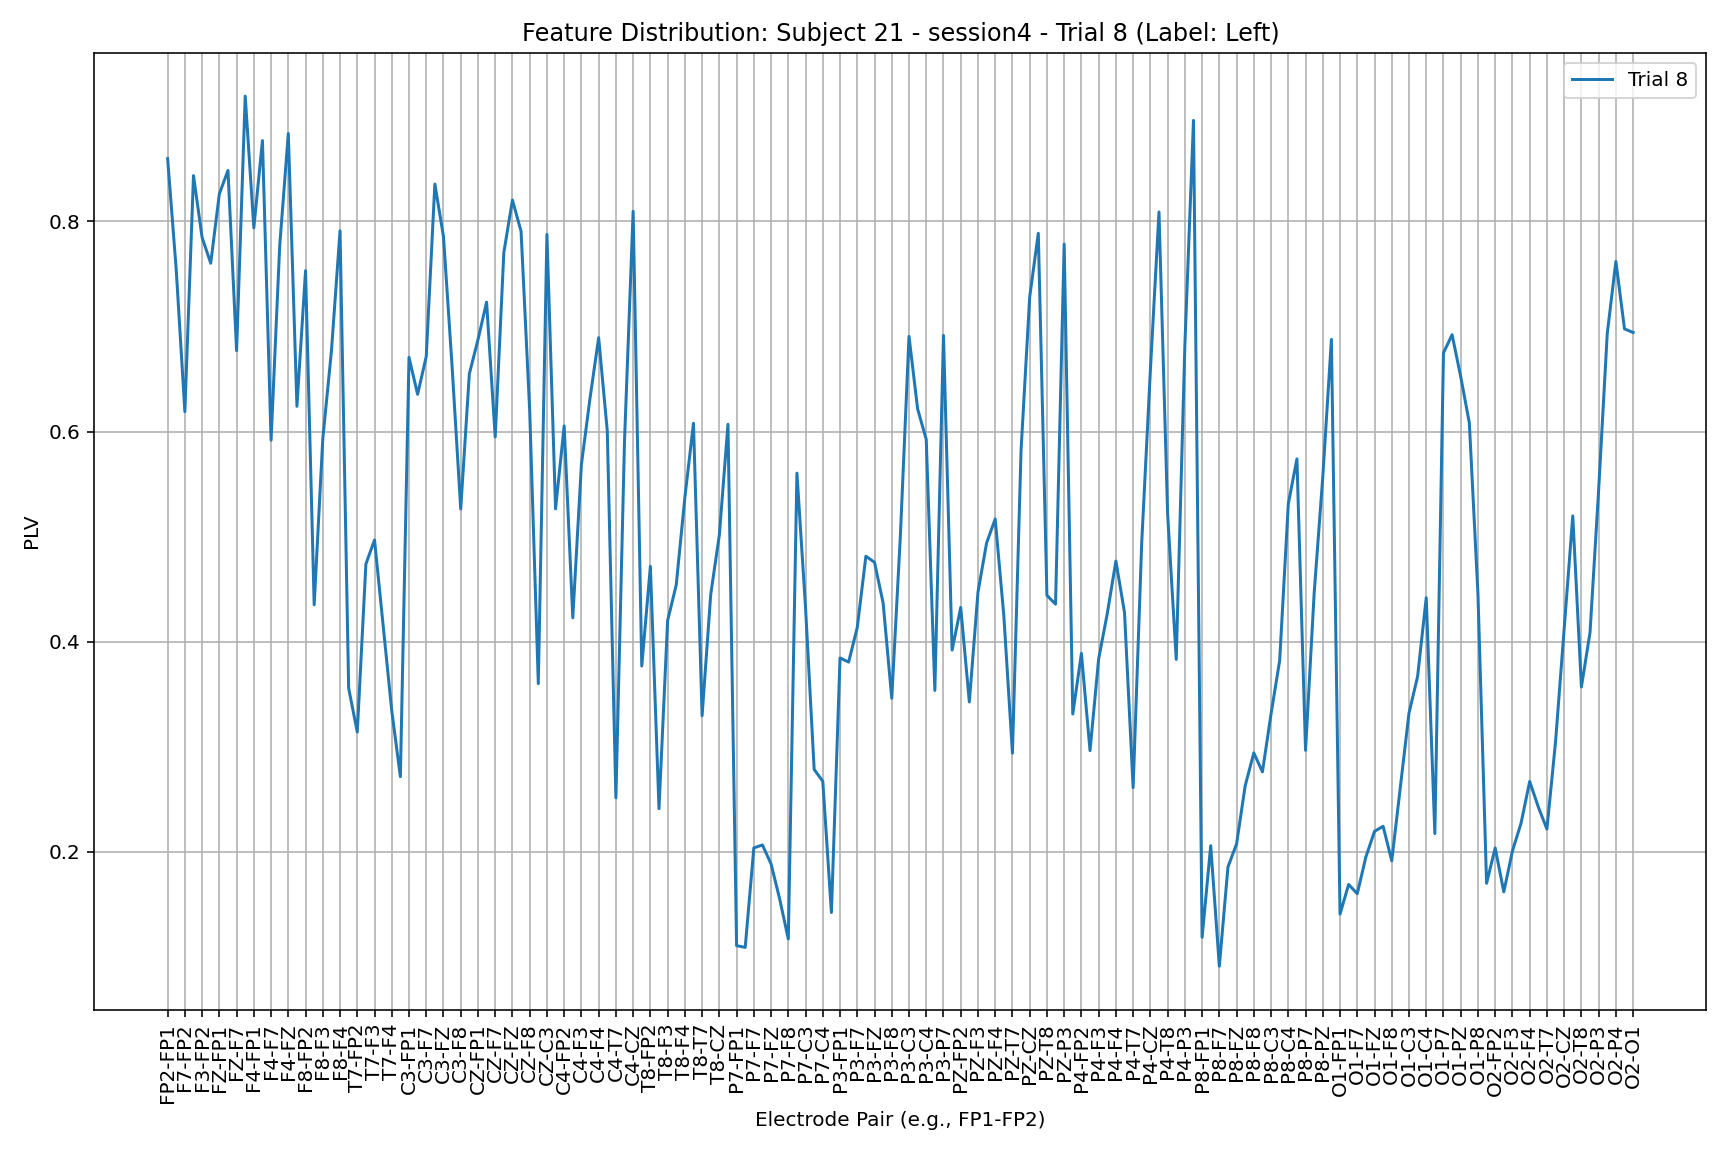 Feature Distribution: Subject 21 - session4 - Trial 8 (Label: Left)
Trial 8
PLV
0.8
0.6
0.4
0.2
FP2-FP1
F7-FP2
F3-FP2
FZ-FP1
FZ-F7
F4-FP1
F4-F7
F4-FZ
F8-FP2
F8-F3
F8-F4
T7-FP2
T7-F3
T7-F4
C3-FP1
C3-F7
C3-FZ
C3-F8
CZ-FP1
CZ-F7
CZ-FZ
CZ-F8
CZ-C3
C4-FP2
C4-F3
C4-F4
C4-T7
C4-CZ
T8-FP2
T8-F3
T8-F4
T8-T7
T8-CZ
P7-FP1
P7-F7
P7-FZ
P7-F8
P7-C3
P7-C4
P3-FP1
P3-F7
P3-FZ
P3-F8
P3-C3
P3-C4
P3-P7
PZ-FP2
PZ-F3
PZ-F4
PZ-T7
PZ-CZ
PZ-T8
PZ-P3
P4-FP2
P4-F3
P4-F4
P4-T7
P4-CZ
P4-T8
P4-P3
P8-FP1
P8-F7
P8-FZ
P8-F8
P8-C3
P8-C4
P8-P7
P8-PZ
O1-FP1
O1-F7
O1-FZ
O1-F8
O1-C3
O1-C4
O1-P7
O1-PZ
O1-P8
O2-FP2
O2-F3
O2-F4
O2-T7
O2-CZ
O2-T8
O2-P3
O2-P4
O2-O1
Electrode Pair (e.g., FP1-FP2)